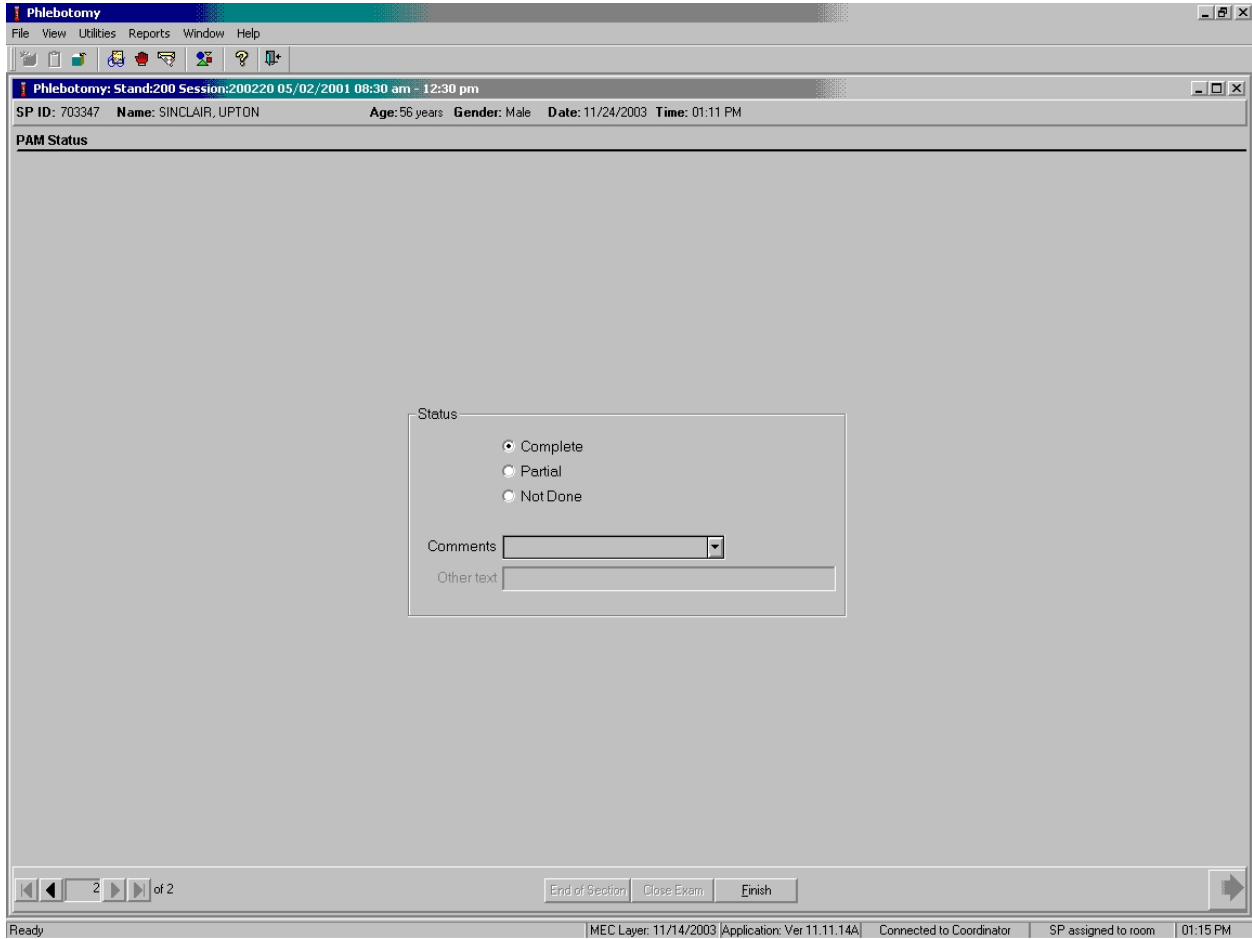 Phlebotomy
File View Utilities Reports Window Help
Phlebotomy: Stand:200 Session:200220 05/02/2001 08:30 am - 12:30 pm
SP ID: 703347 Name: SINCLAIR, UPTON Age: 56 years Gender: Male Date: 11/24/2003 Time: 01:11 PM
PAM Status
Status
Complete
Partial
Not Done
Comments
Other text
2 of 2 End of Section Close Exam Finish
Ready MEC Layer: 11/14/2003 Application: Ver 11.11.14A Connected to Coordinator SP assigned to room 01:15 PM